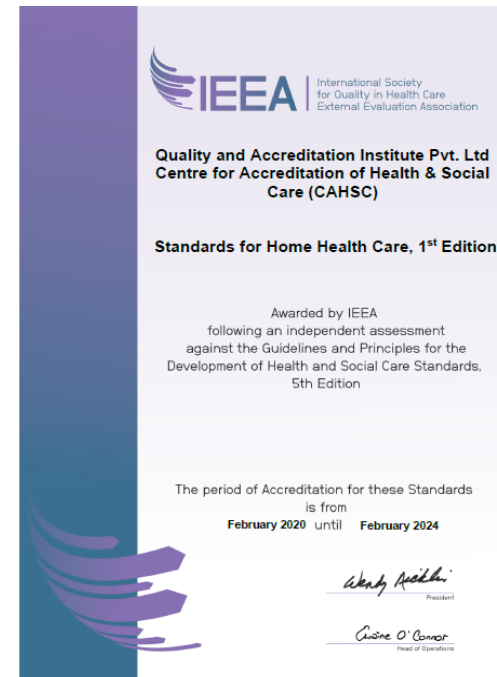 IEEA
International Society
for Quality in Health Care
External Evaluation Association
Quality and Accreditation Institute Pvt. Ltd
Centre for Accreditation of Health & Social
Care (CAHSC)
Standards for Home Health Care, 1st Edition
Awarded by IEEA
following an independent assessment
against the Guidelines and Principles for the
Development of Health and Social Care Standards,
5th Edition
The period of Accreditation for these Standards
is from
February 2020 until February 2024
Wendy
President
O'Connor
Head of Operations